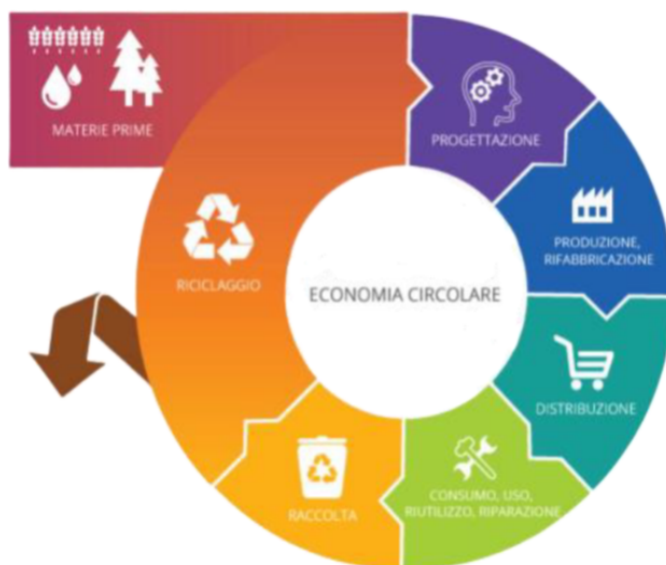 MATERIE PRIME
PROGETTAZIONE
PRODUZIONE,
RIFABBRICAZIONE
RICICLAGGIO
ECONOMIA CIRCOLARE
DISTRIBUZIONE
CONSUMO, USO,
RIUTILIZZO, RIPARAZIONE
RACCOLTA